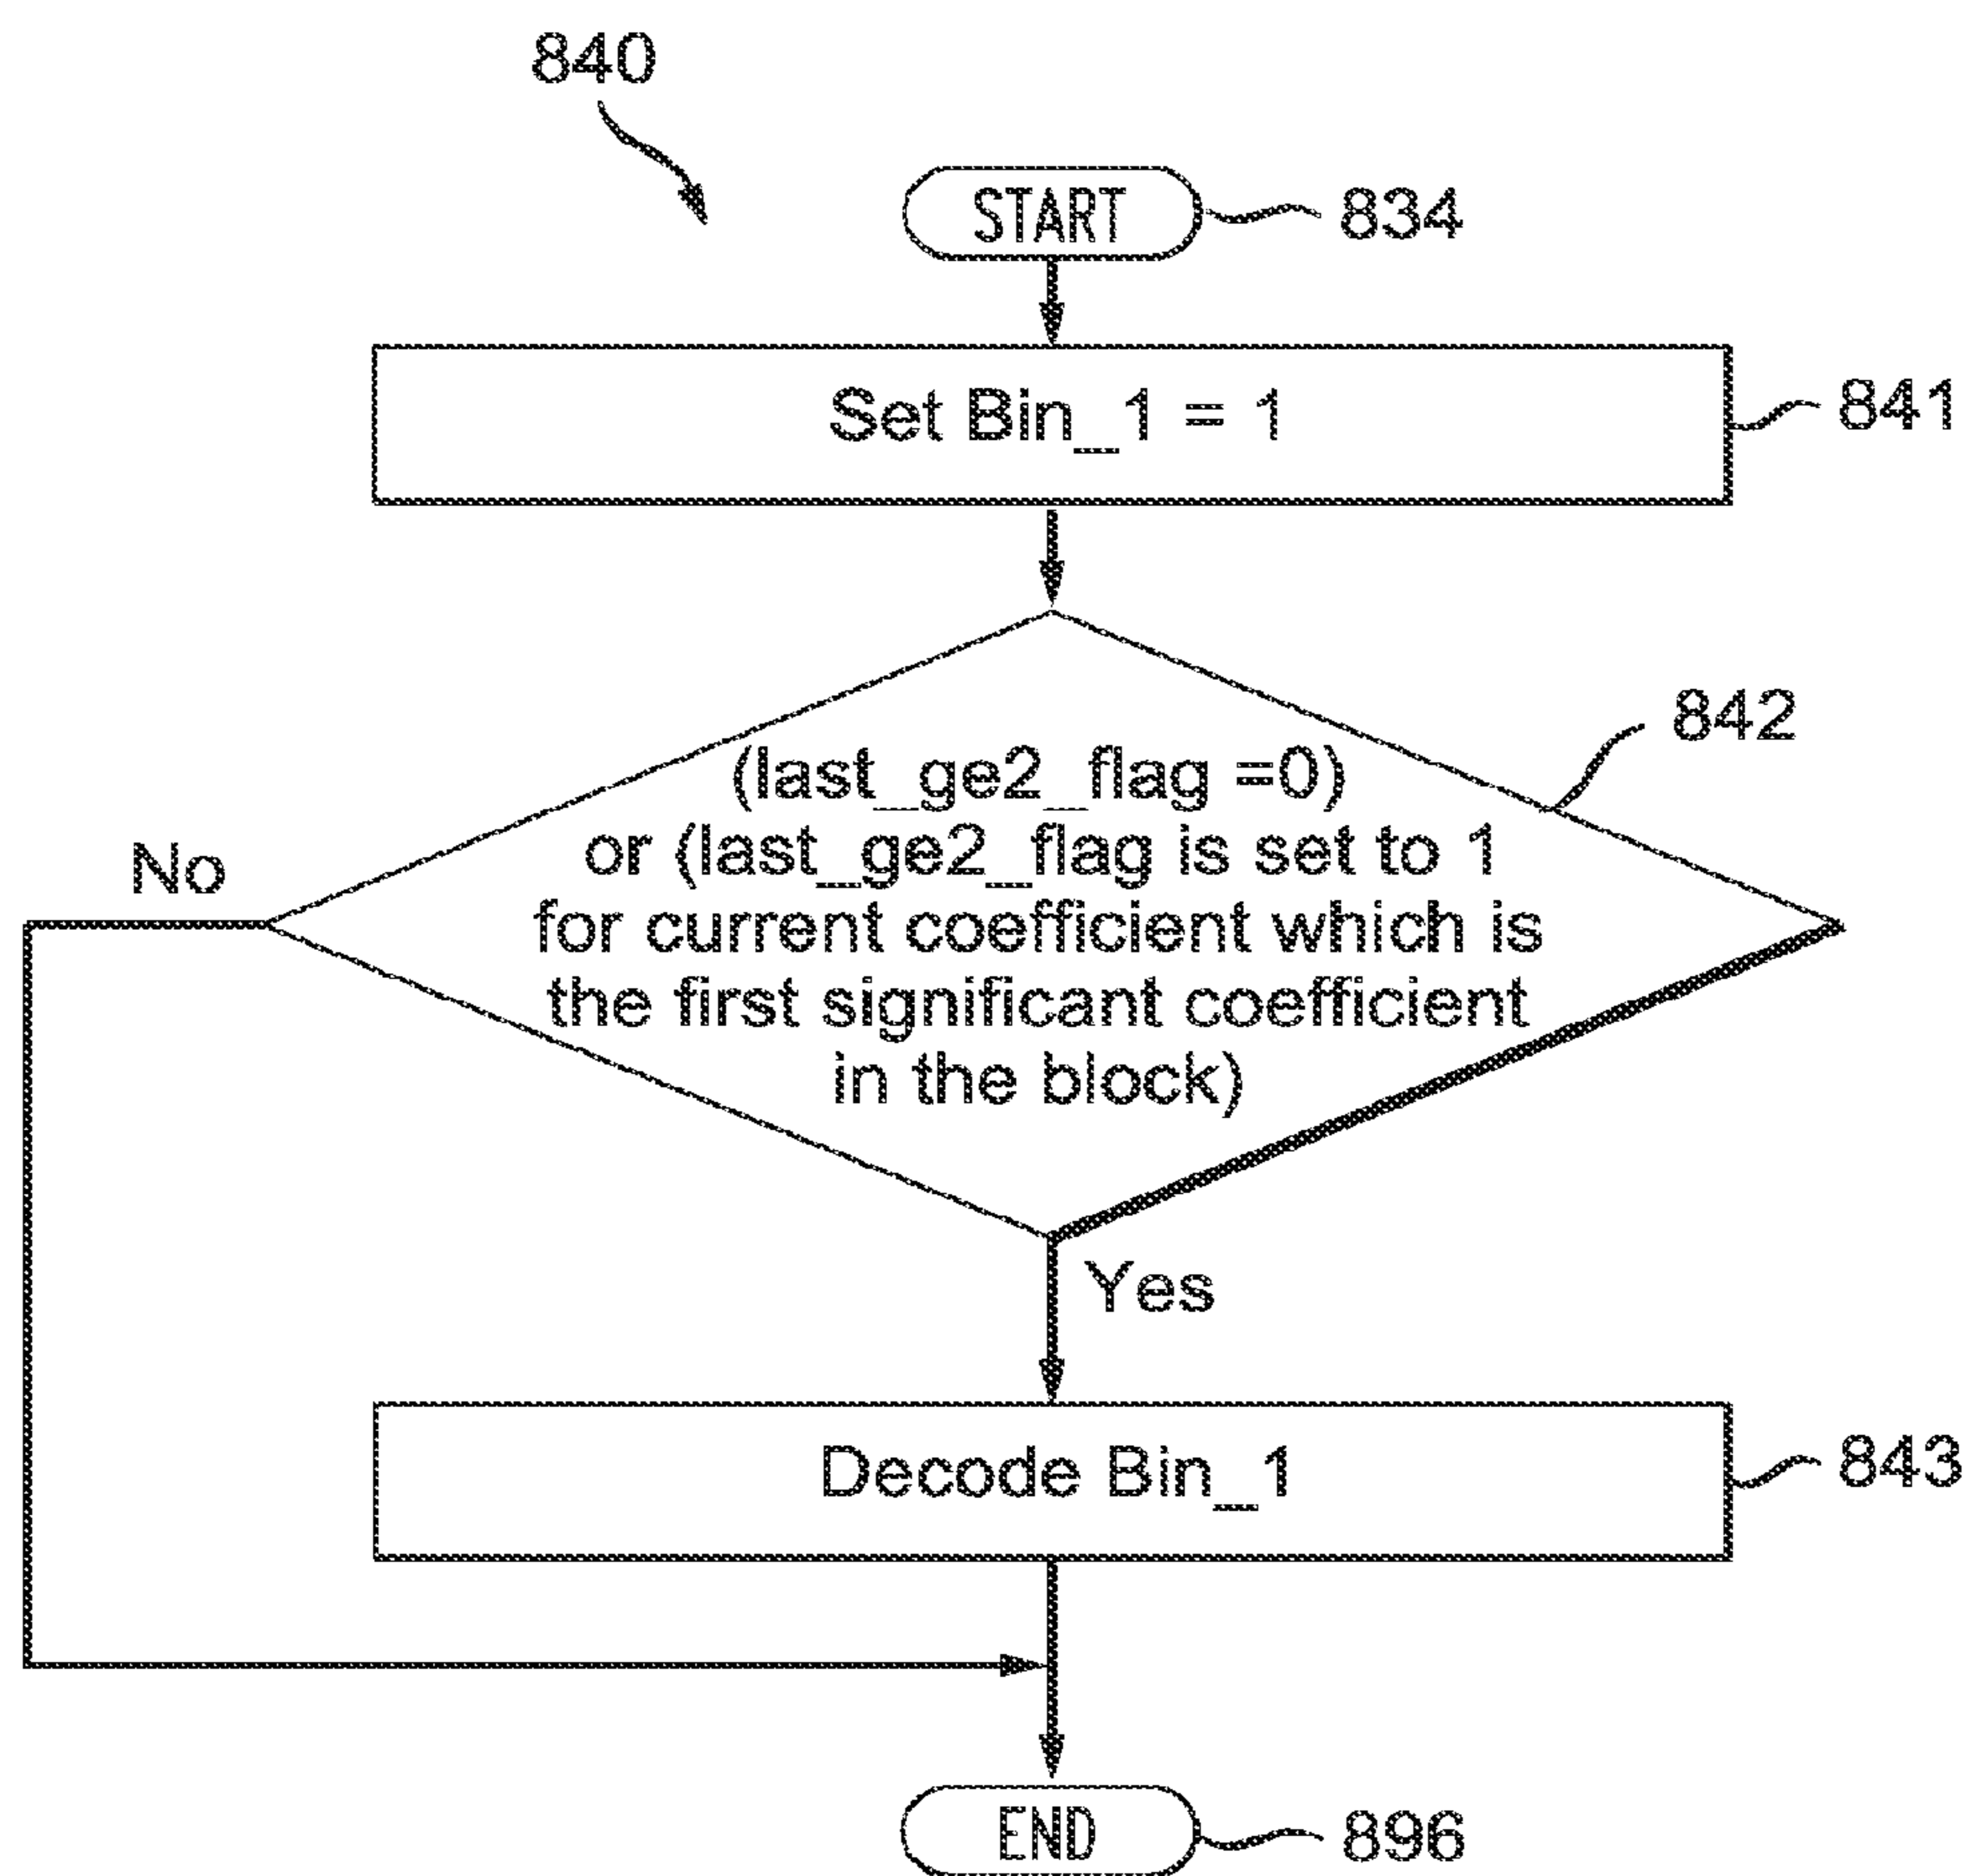 840
START
834
Set Bin_1 = 1
841
842
(last_ge2_flag =0)
or (last_ge2_flag is set to 1
for current coefficient which is
the first significant coefficient
in the block)
No
Yes
Decode Bin_1
843
END
896